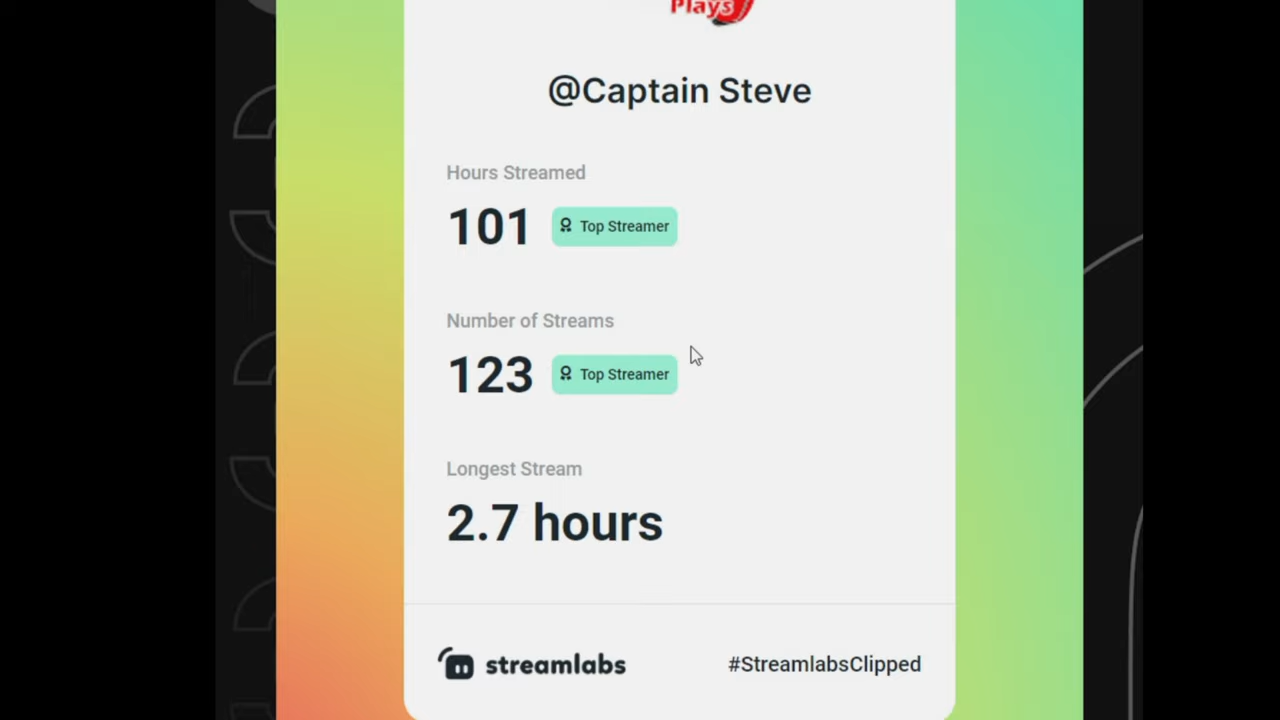 Plays
@Captain Steve
Hours Streamed
101 Top Streamer
Number of Streams
123 Top Streamer
Longest Stream
2.7 hours
streamlabs #StreamlabsClipped